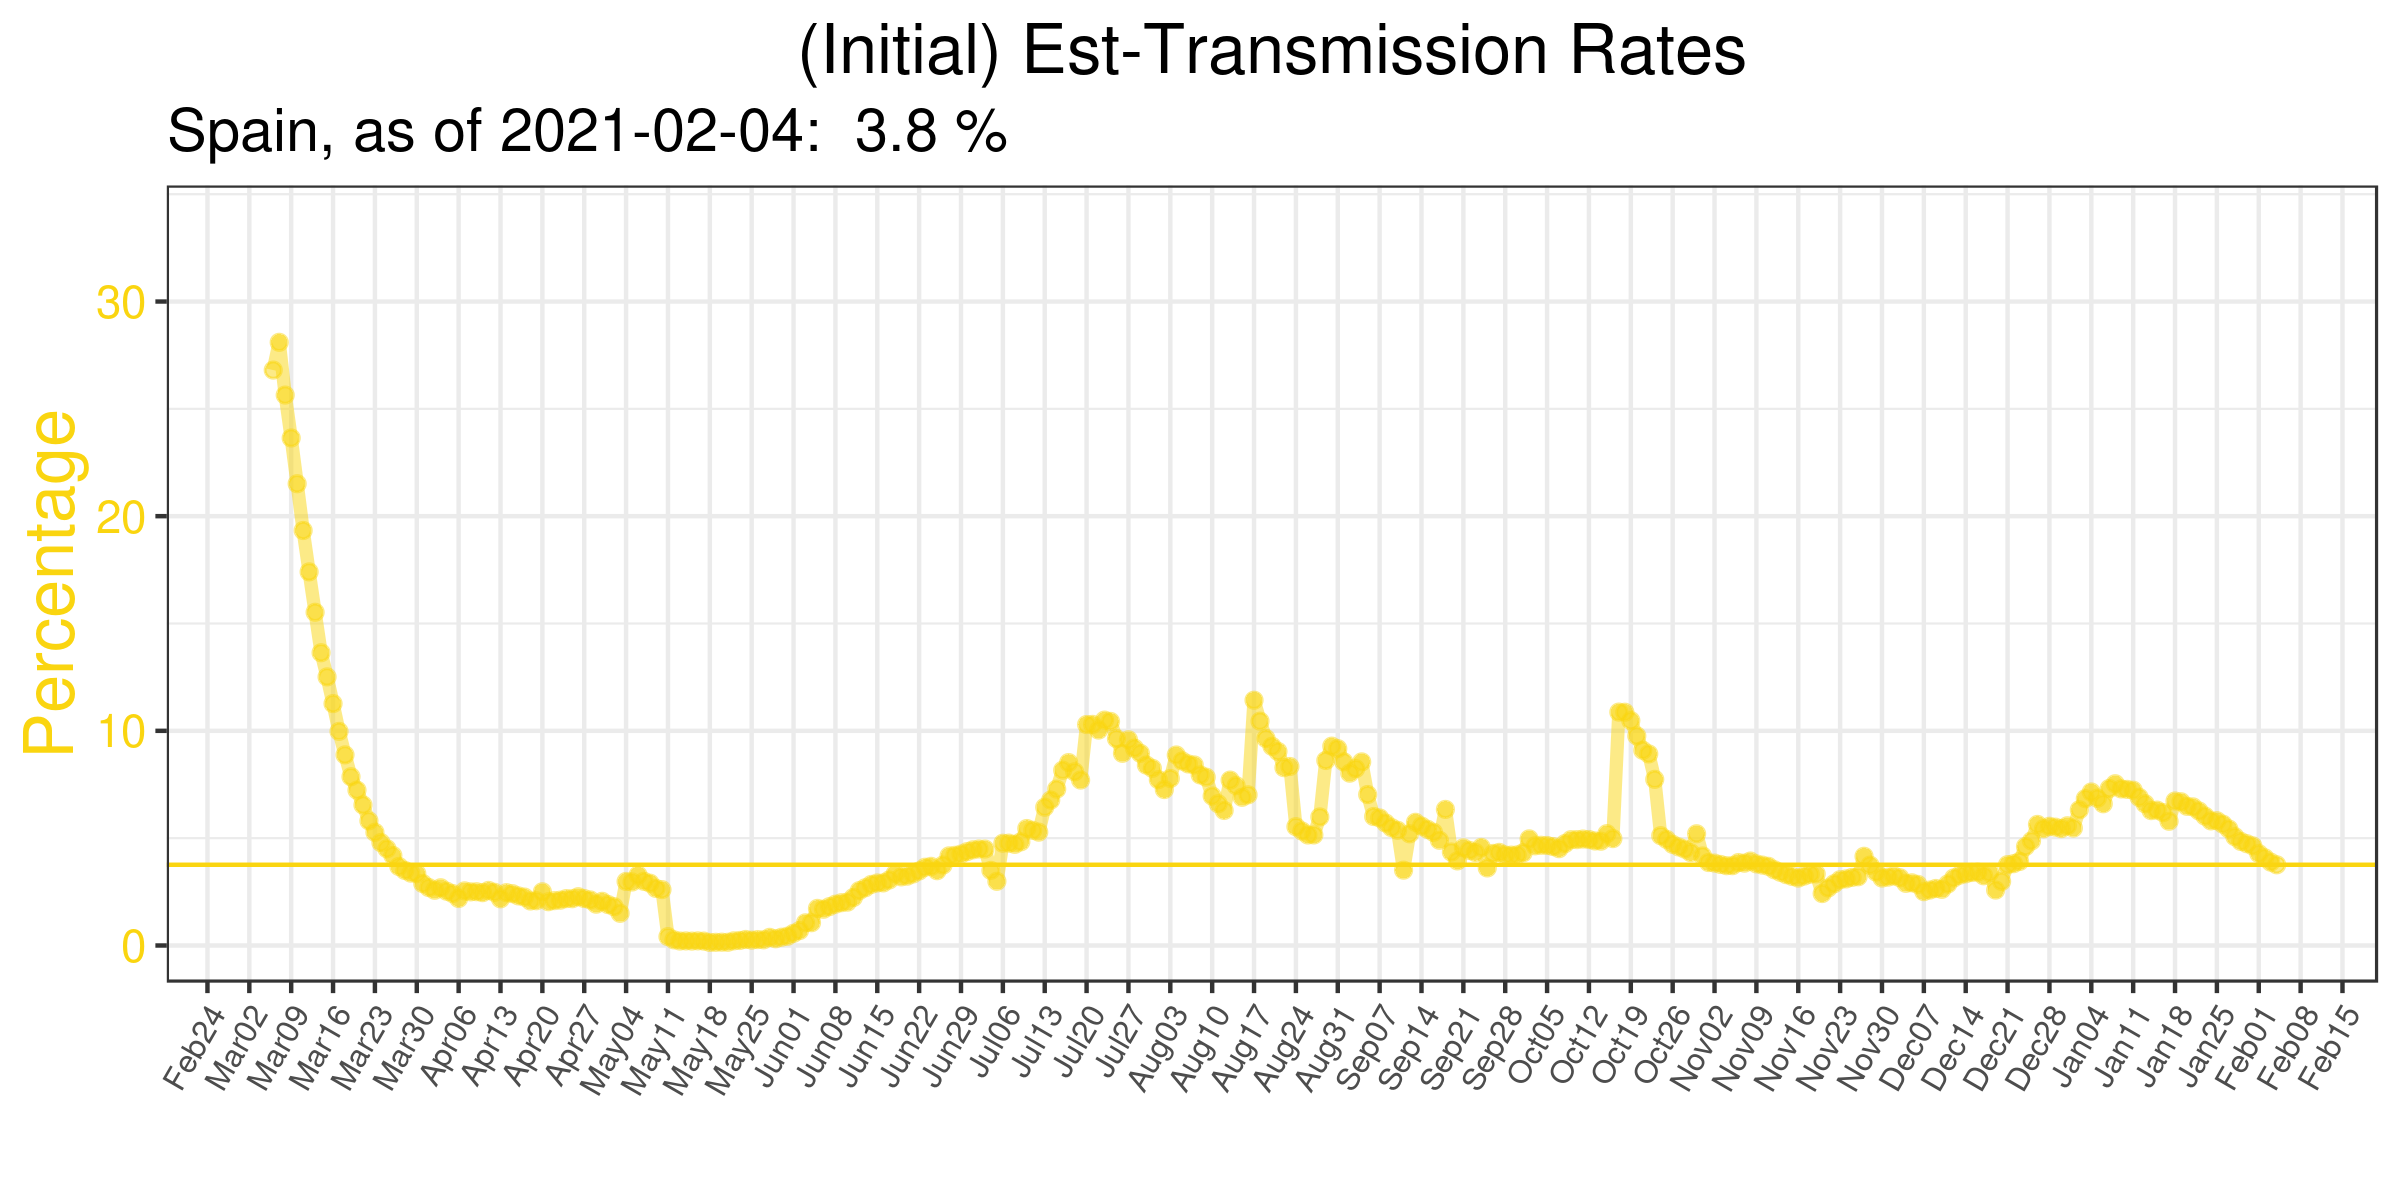 (Initial) Est-Transmission Rates
Spain, as of 2021-02-04:  3.8 %
Percentage
30
20
10
0
Feb24
Mar02
Mar09
Mar16
Mar23
Mar30
Apr06
Apr13
Apr20
Apr27
May04
May11
May18
May25
Jun01
Jun08
Jun15
Jun22
Jun29
Jul06
Jul13
Jul20
Jul27
Aug03
Aug10
Aug17
Aug24
Aug31
Sep07
Sep14
Sep21
Sep28
Oct05
Oct12
Oct19
Oct26
Nov02
Nov09
Nov16
Nov23
Nov30
Dec07
Dec14
Dec21
Dec28
Jan04
Jan11
Jan18
Jan25
Feb01
Feb08
Feb15